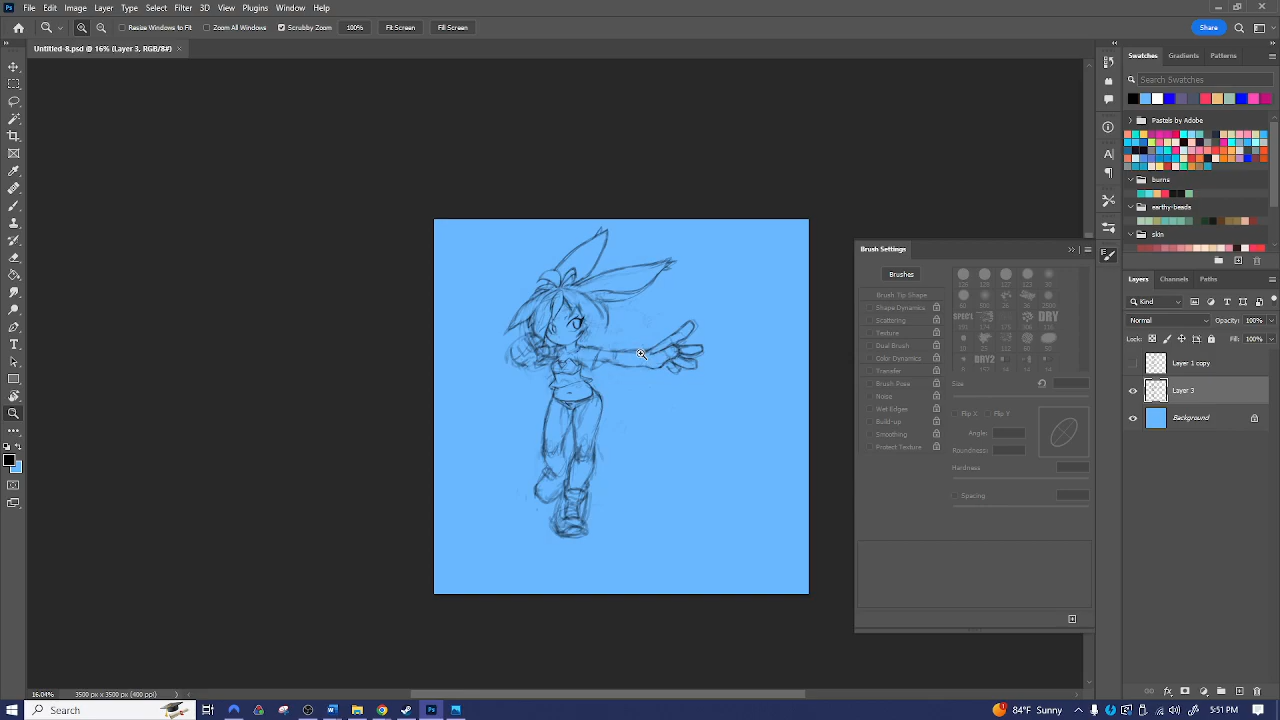 Ps File Edit Image Layer Type Select Filter 3D View Plugins Window Help
Resize Windows to Fit Zoom All Windows Scrubby Zoom 100% Fit Screen Fill Screen Share
Untitled-8.psd @ 16% (Layer 3, RGB/8#) ×
Swatches Gradients Patterns
Search Swatches
Pastels by Adobe
burns
earthy-beads
skin
Brush Settings
Brushes
Brush Tip Shape
Shape Dynamics
Scattering
Texture
Dual Brush
Color Dynamics
Transfer
Brush Pose
Noise
Wet Edges
Build-up
Smoothing
Protect Texture
DRY
DRY2
Size
Flip X Flip Y
Angle:
Roundness:
Hardness
Spacing
Layers Channels Paths
Kind
Normal Opacity: 100%
Lock: Fill: 100%
Layer 1 copy
Layer 3
Background
16.04% 3500 px x 3500 px (400 ppi)
Search
84°F Sunny
5:51 PM